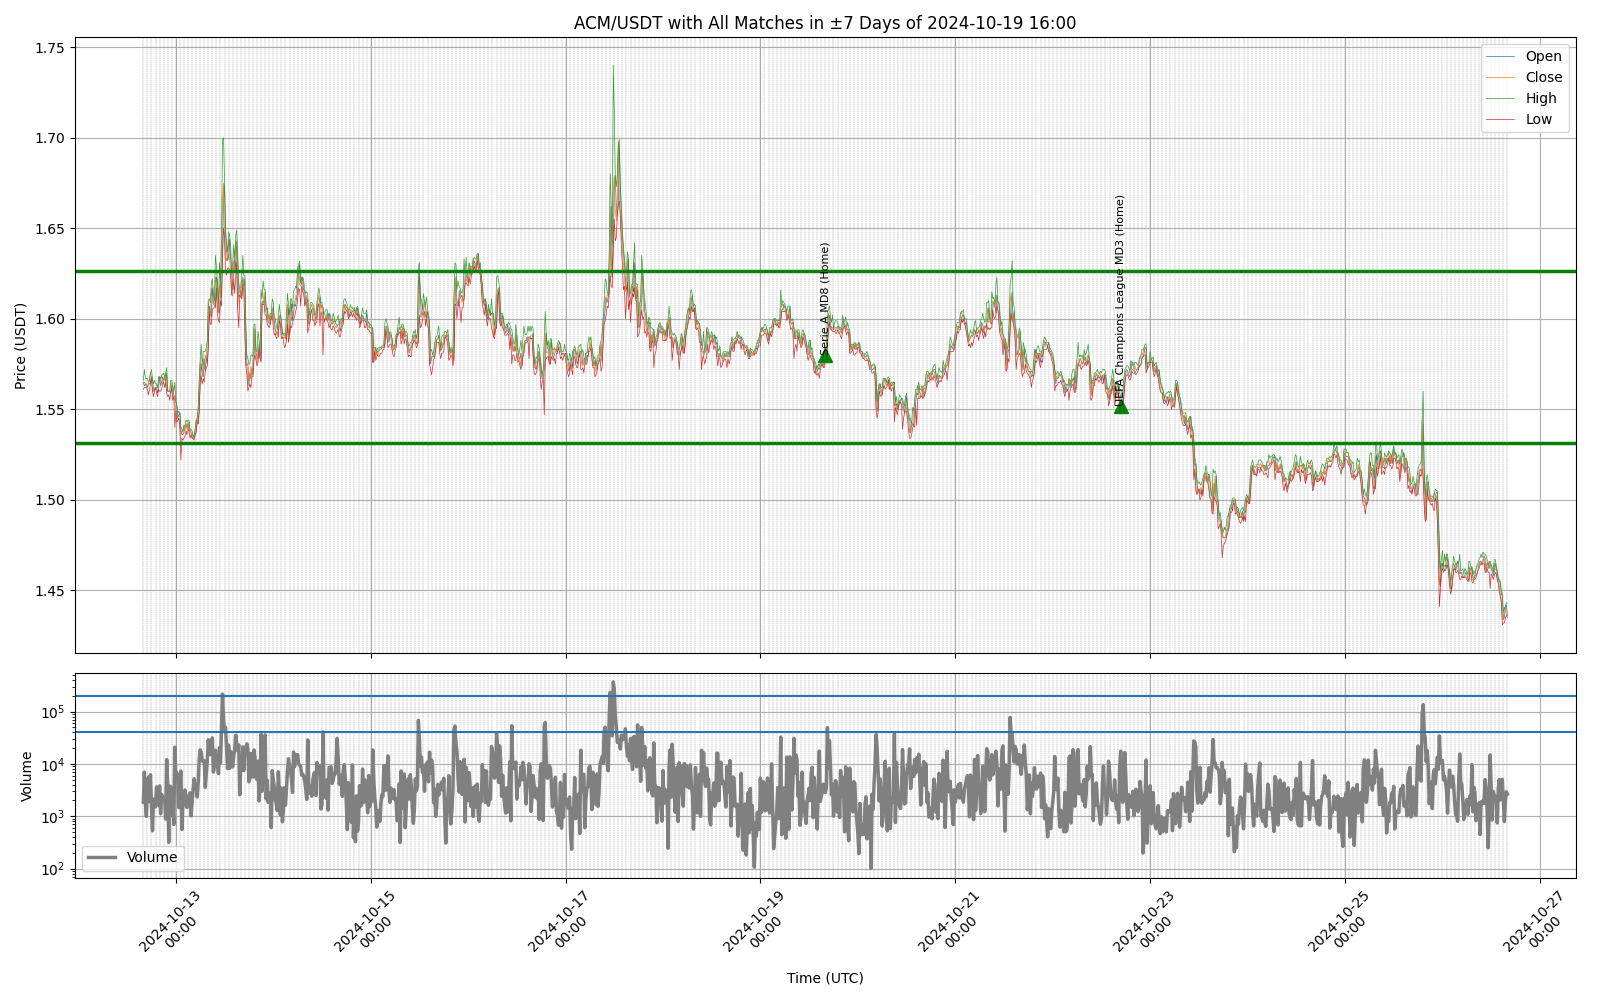 ACM/USDT with All Matches in ±7 Days of 2024-10-19 16:00
1.75
1.70
1.65
1.60
1.55
1.50
1.45
Price (USDT)
Open
Close
High
Low
Serie A MD8 (Home)
UEFA Champions League MD3 (Home)
10^5
10^4
10^3
10^2
Volume
Volume
2024-10-13
00:00
2024-10-15
00:00
2024-10-17
00:00
2024-10-19
00:00
2024-10-21
00:00
2024-10-23
00:00
2024-10-25
00:00
2024-10-27
00:00
Time (UTC)